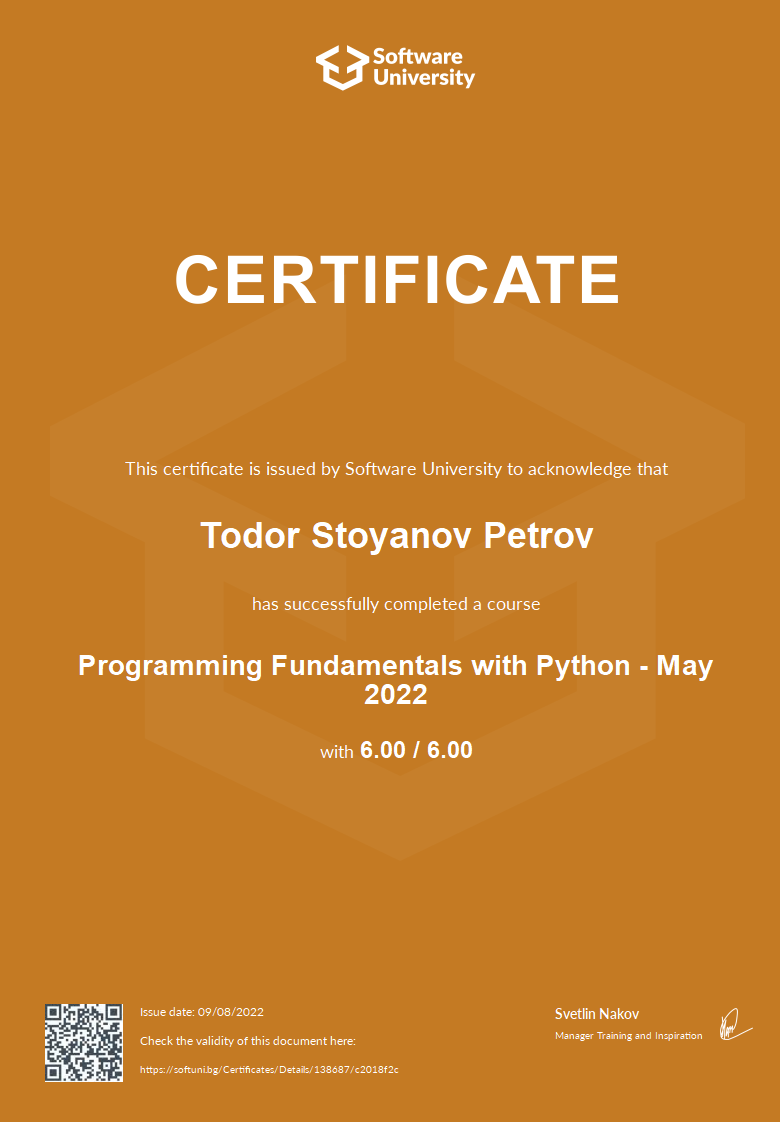 Software
University
CERTIFICATE
This certificate is issued by Software University to acknowledge that
Todor Stoyanov Petrov
has successfully completed a course
Programming Fundamentals with Python - May
2022
with 6.00 / 6.00
Issue date: 09/08/2022
Check the validity of this document here:
https://softuni.bg/Certificates/Details/138687/c2018f2c
Svetlin Nakov
Manager Training and Inspiration